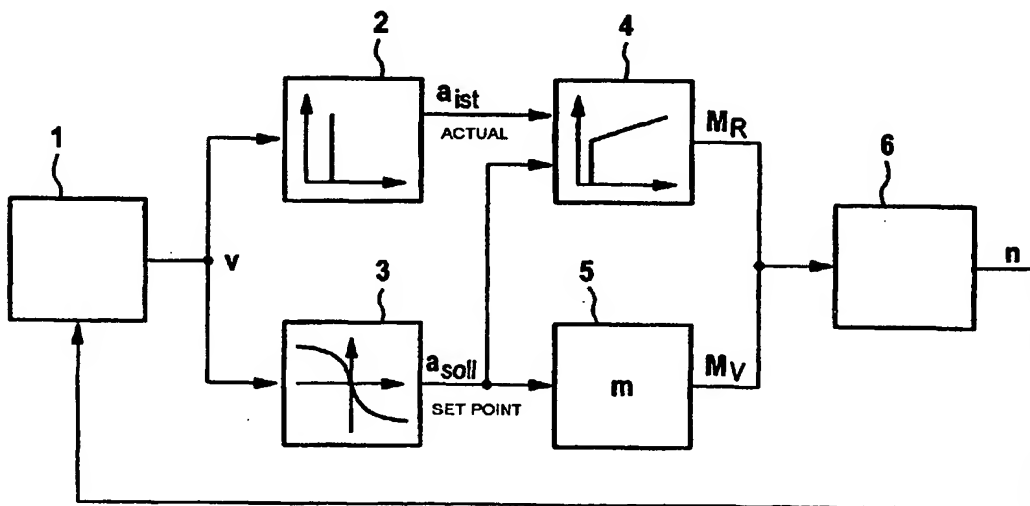 2
4
a_ist
ACTUAL
M_R
1
6
v
n
3
5
a_soll
SET POINT
m
M_V